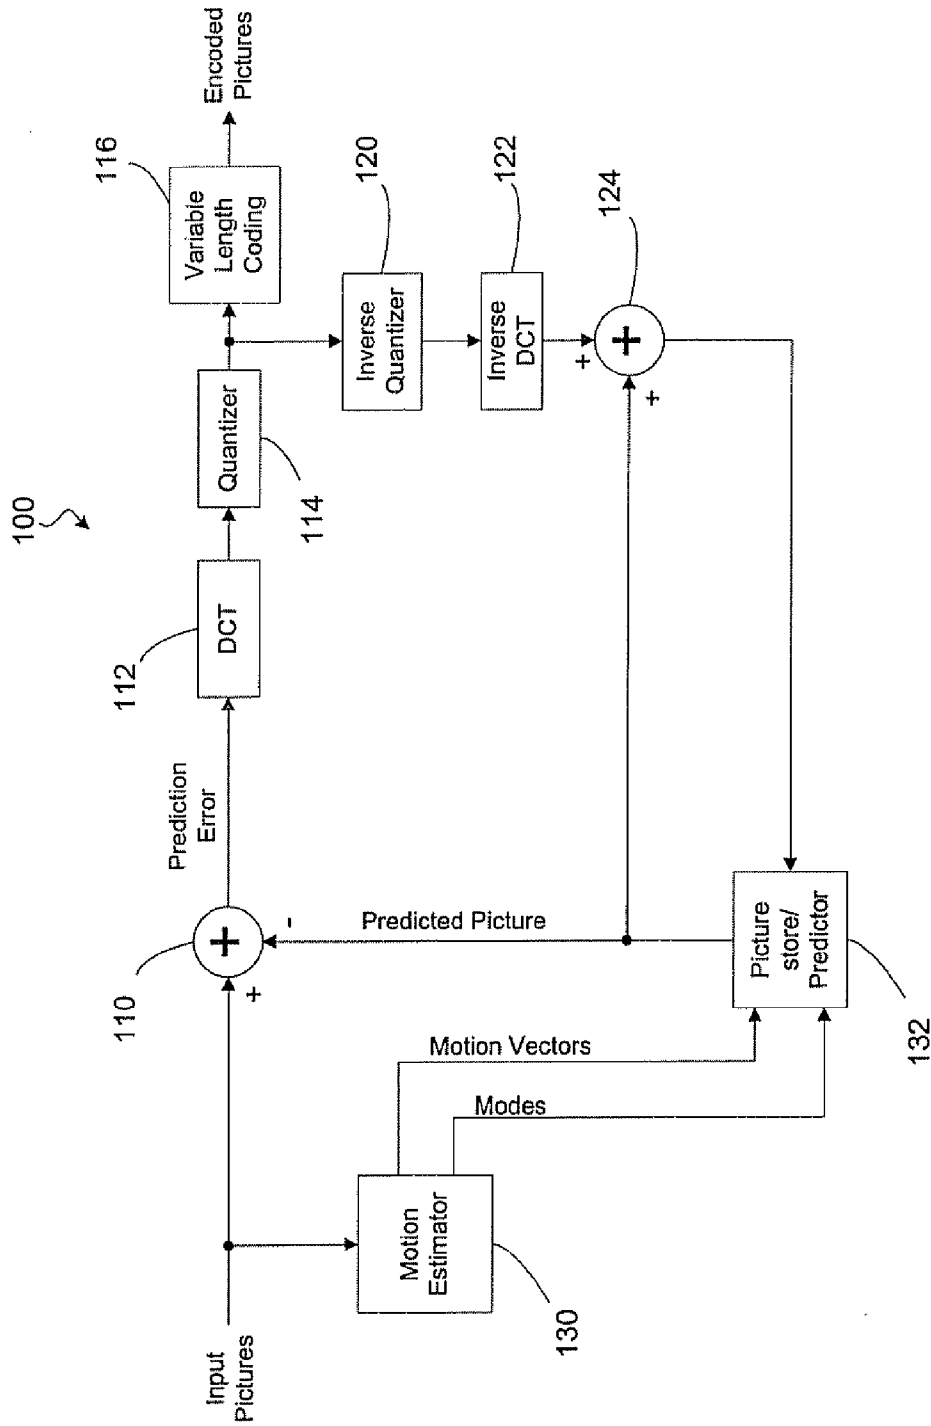 100
Input
Pictures
110
+
-
+
Prediction
Error
112
DCT
Quantizer
114
116
Variable
Length
Coding
Encoded
Pictures
Inverse
Quantizer
120
Inverse
DCT
122
+
+
+
124
Predicted Picture
Motion
Estimator
130
Motion Vectors
Modes
Picture
store/
Predictor
132